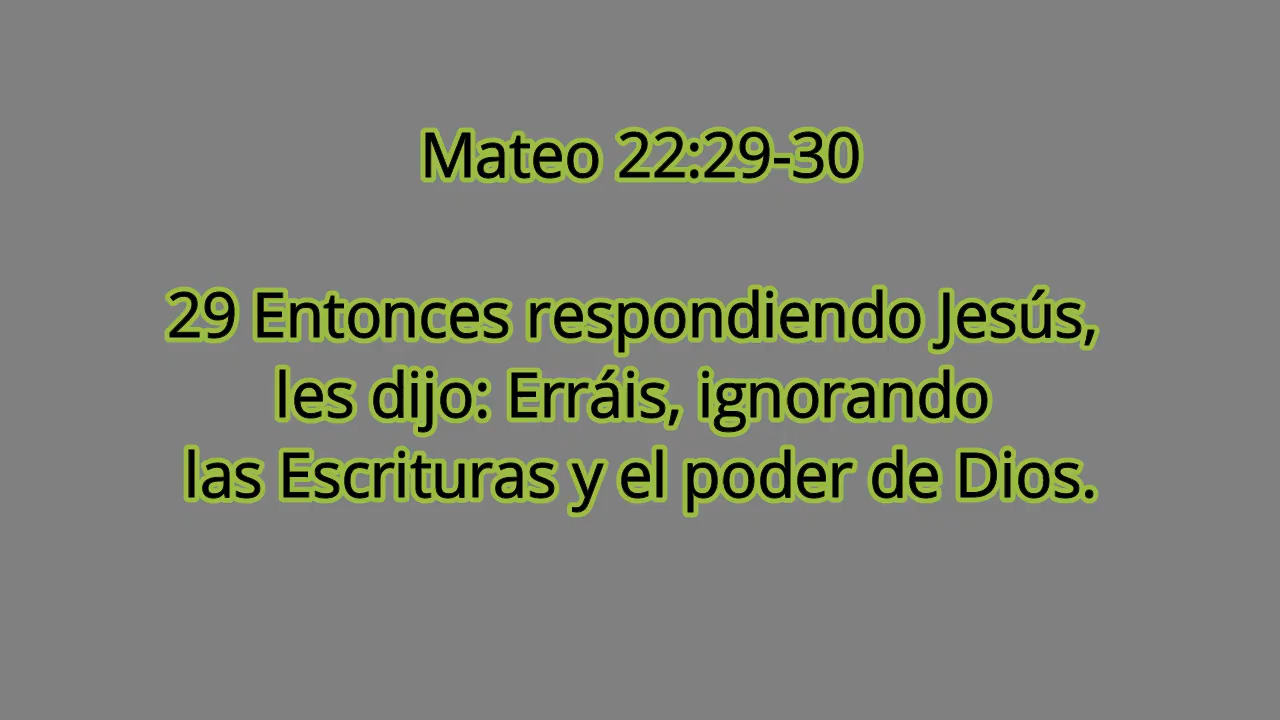 Mateo 22:29-30
29 Entonces respondiendo Jesús,
les dijo: Erráis, ignorando
las Escrituras y el poder de Dios.